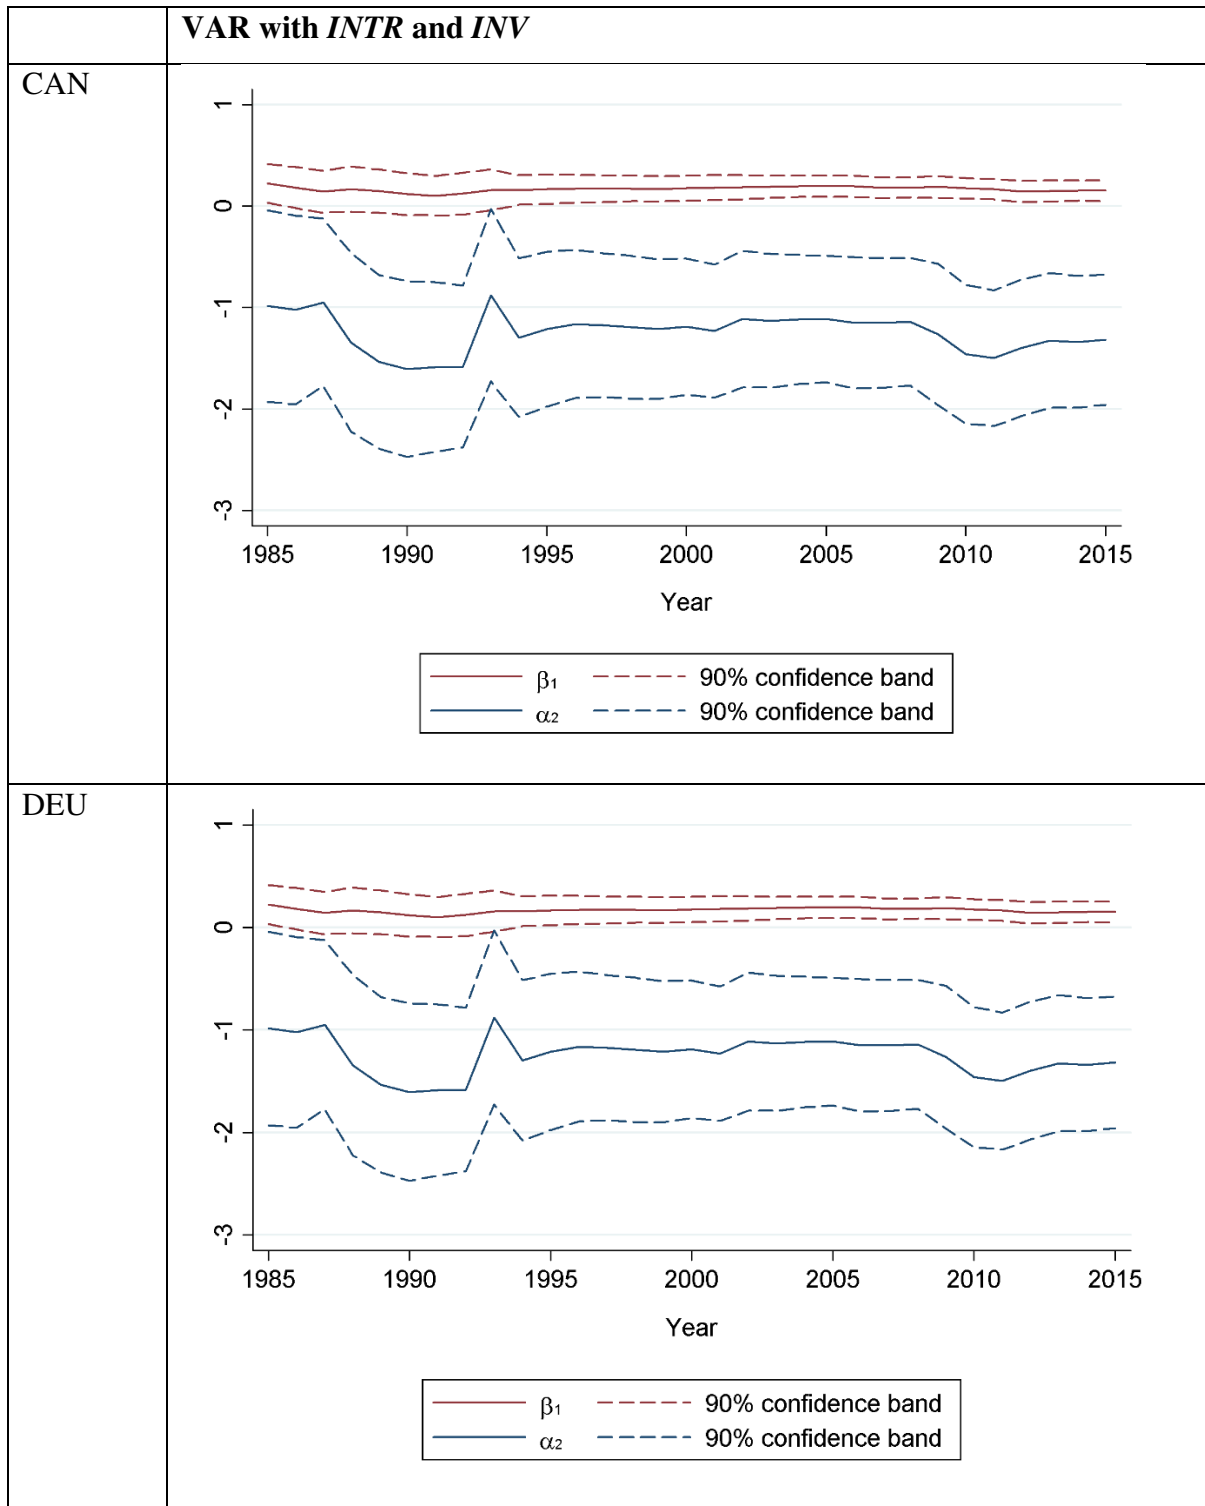 VAR with INTR and INV
CAN
1
0
-1
-2
-3
1985 1990 1995 2000 2005 2010 2015
Year
β1 90% confidence band
α2 90% confidence band
DEU
1
0
-1
-2
-3
1985 1990 1995 2000 2005 2010 2015
Year
β1 90% confidence band
α2 90% confidence band